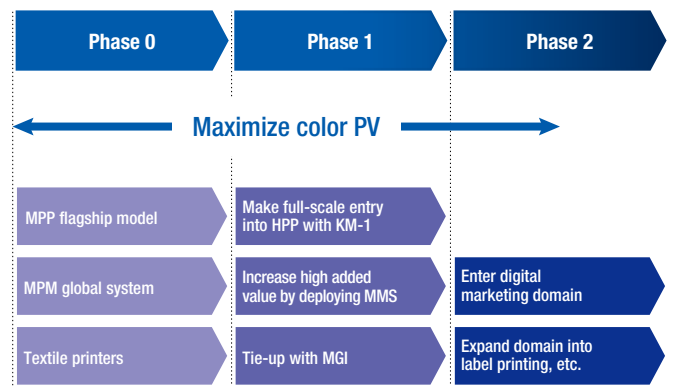 Phase 0
Phase 1
Phase 2
Maximize color PV
MPP flagship model
Make full-scale entry
into HPP with KM-1
MPM global system
Increase high added
value by deploying MMS
Enter digital
marketing domain
Textile printers
Tie-up with MGI
Expand domain into
label printing, etc.